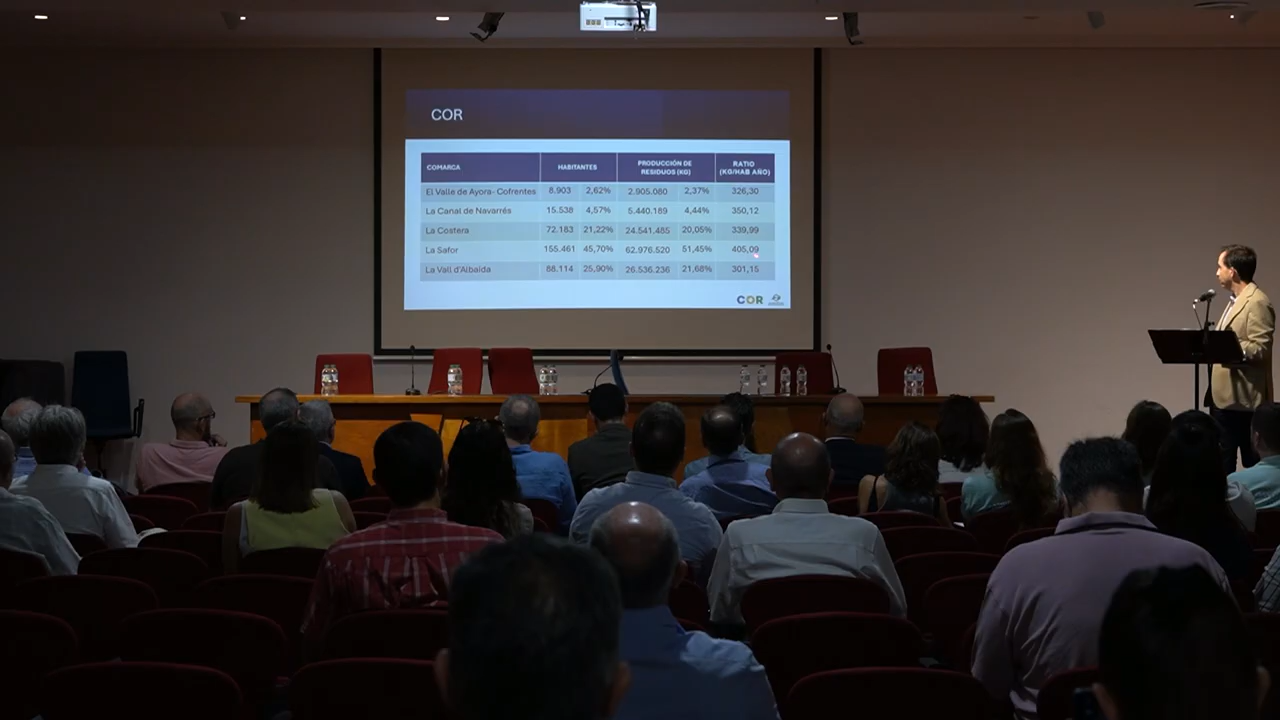 COR
COMARCA HABITANTES PRODUCCIÓN DE RESIDUOS (KG) RATIO (KG/HAB AÑO)
El Valle de Ayora- Cofrentes 8.903 2,62% 2.905.080 2,37% 326,30
La Canal de Navarrés 15.538 4,57% 5.440.189 4,44% 350,12
La Costera 72.183 21,22% 24.541.485 20,05% 339,99
La Safor 155.461 45,70% 62.976.520 51,45% 405,09
La Vall d'Albaida 88.114 25,90% 26.536.236 21,68% 301,15
COR